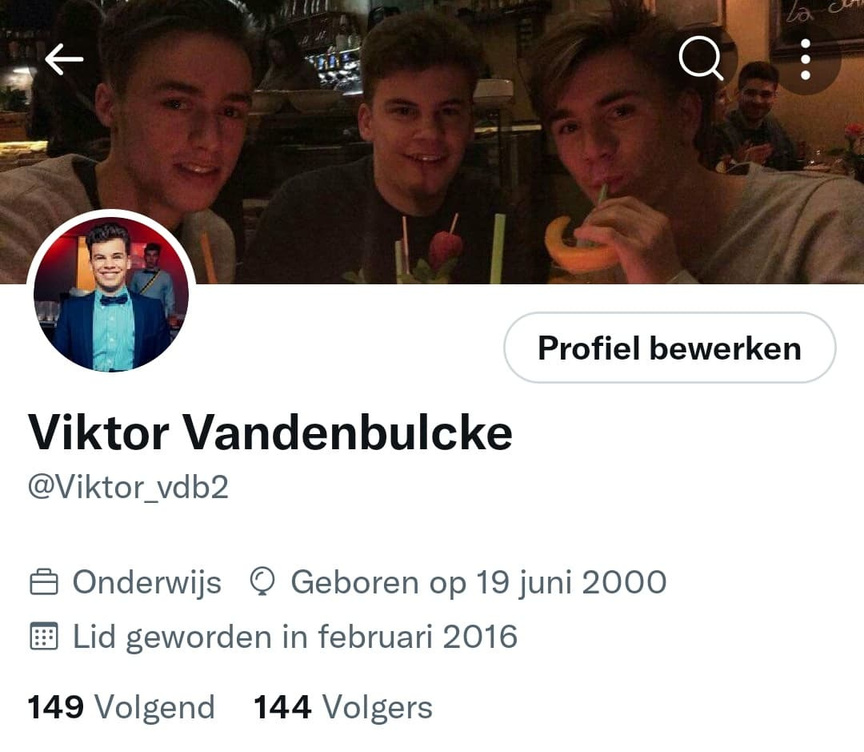 Profiel bewerken
Viktor Vandenbulcke
@Viktor_vdb2
Onderwijs Geboren op 19 juni 2000
Lid geworden in februari 2016
149 Volgend 144 Volgers